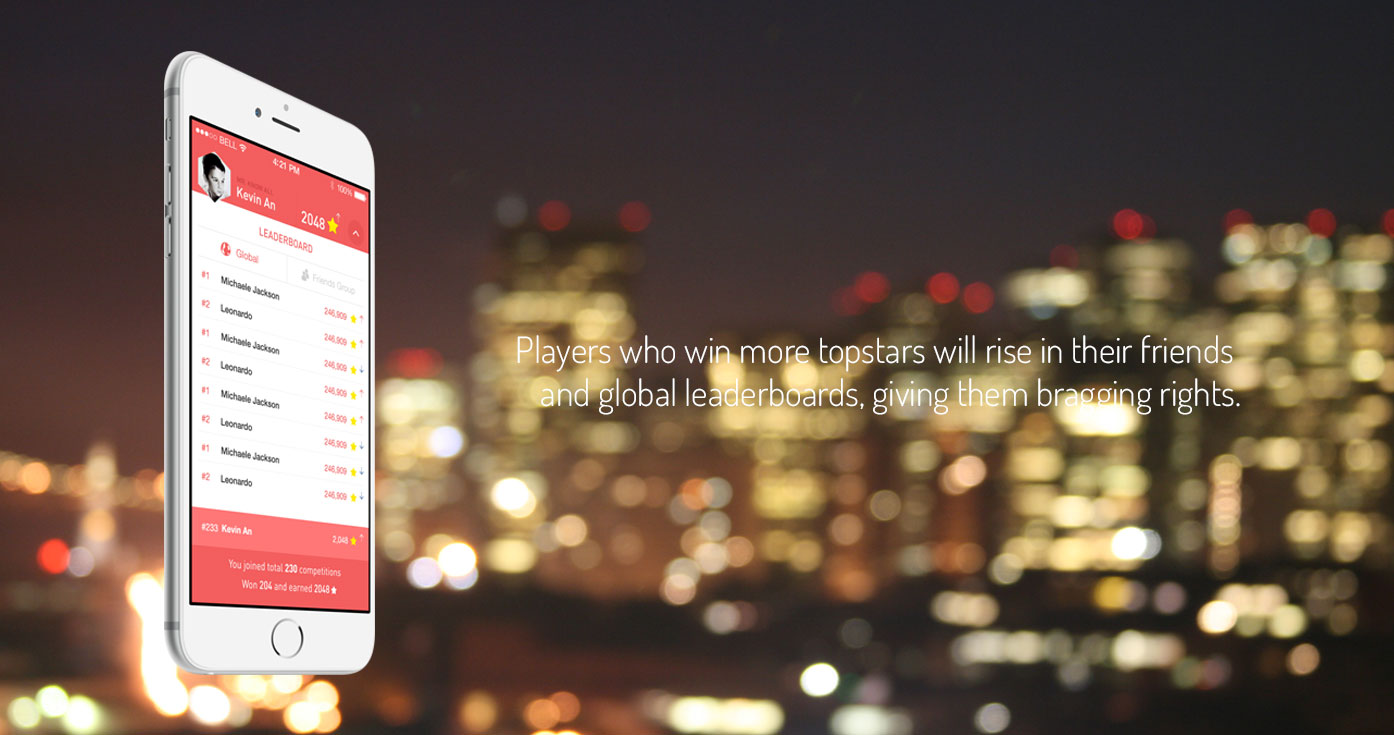 BELL 4:21 PM 100%
MR. KNOW ALL
Kevin An
2048
LEADERBOARD
Global
Friends Group
#1 Michaele Jackson 246,909
#2 Leonardo 246,909
#1 Michaele Jackson 246,909
#2 Leonardo 246,909
#1 Michaele Jackson 246,909
#2 Leonardo 246,909
#1 Michaele Jackson 246,909
#2 Leonardo 246,909
#233 Kevin An 2,048
You joined total 230 competitions
Won 204 and earned 2048
Players who win more topstars will rise in their friends
and global leaderboards, giving them bragging rights.